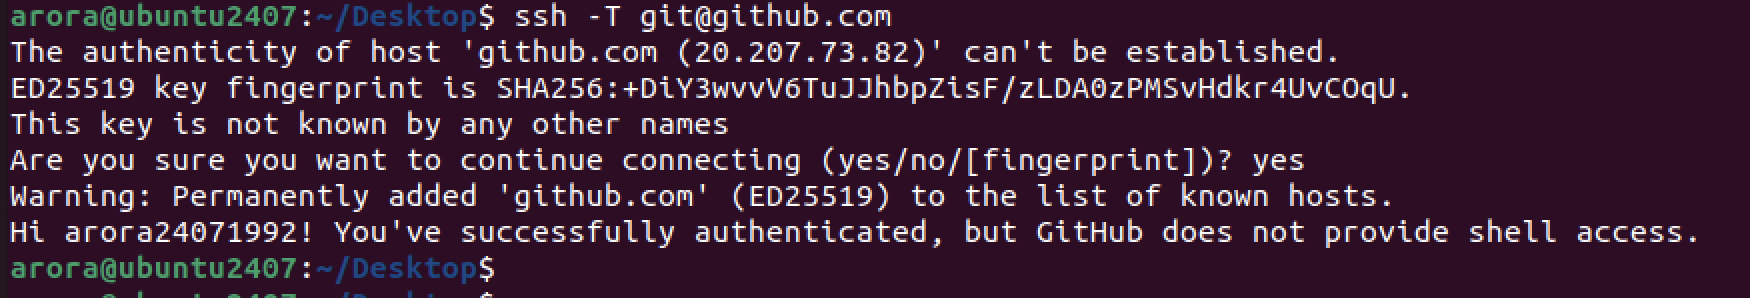 arora@ubuntu2407:~/Desktop$ ssh -T git@github.com
The authenticity of host 'github.com (20.207.73.82)' can't be established.
ED25519 key fingerprint is SHA256:+DiY3wvvV6TuJJhbpZisF/zLDA0zPMSvHdkr4UvCOqU.
This key is not known by any other names
Are you sure you want to continue connecting (yes/no/[fingerprint])? yes
Warning: Permanently added 'github.com' (ED25519) to the list of known hosts.
Hi arora24071992! You've successfully authenticated, but GitHub does not provide shell access.
arora@ubuntu2407:~/Desktop$